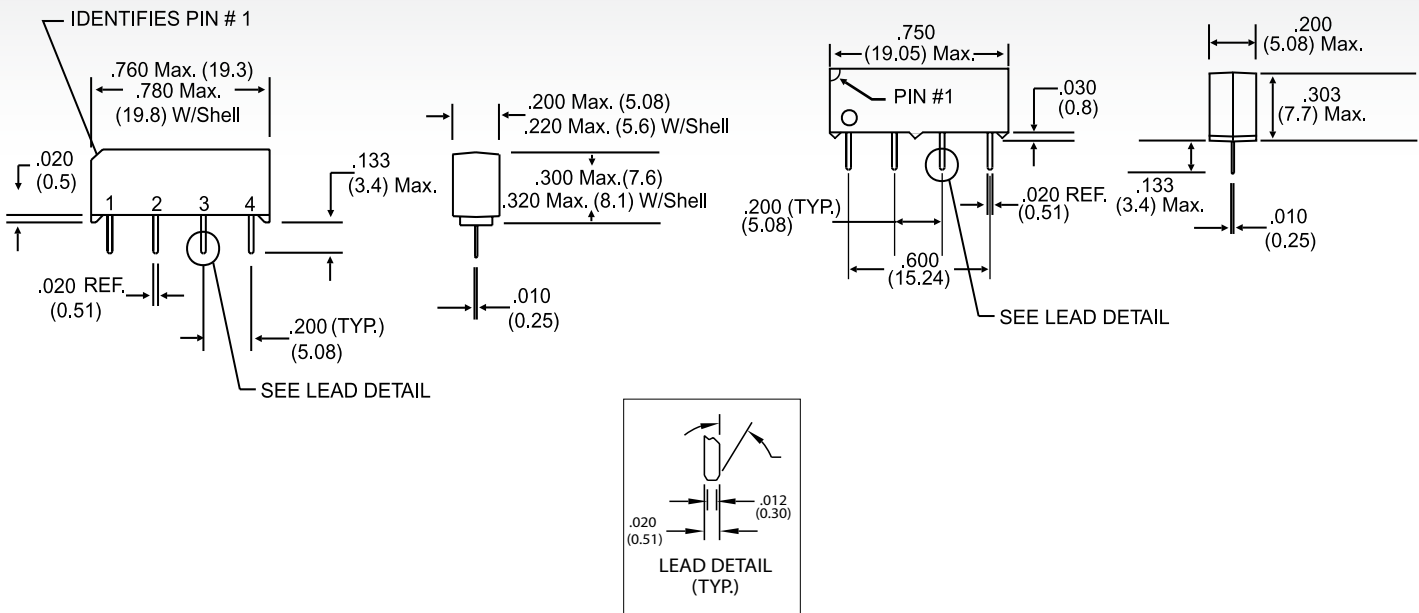 IDENTIFIES PIN # 1
.760 Max. (19.3)
.780 Max.
(19.8) W/Shell
.020
(0.5)
1 2 3 4
.133
(3.4) Max.
.020 REF.
(0.51)
.200 (TYP.)
(5.08)
SEE LEAD DETAIL
.200 Max. (5.08)
.220 Max. (5.6) W/Shell
.300 Max.(7.6)
.320 Max. (8.1) W/Shell
.010
(0.25)
.750
(19.05) Max.
PIN #1
.030
(0.8)
.200 (TYP.)
(5.08)
.020 REF.
(0.51)
.600
(15.24)
SEE LEAD DETAIL
.200
(5.08) Max.
.303
(7.7) Max.
.133
(3.4) Max.
.010
(0.25)
.012
(0.30)
.020
(0.51)
LEAD DETAIL
(TYP.)